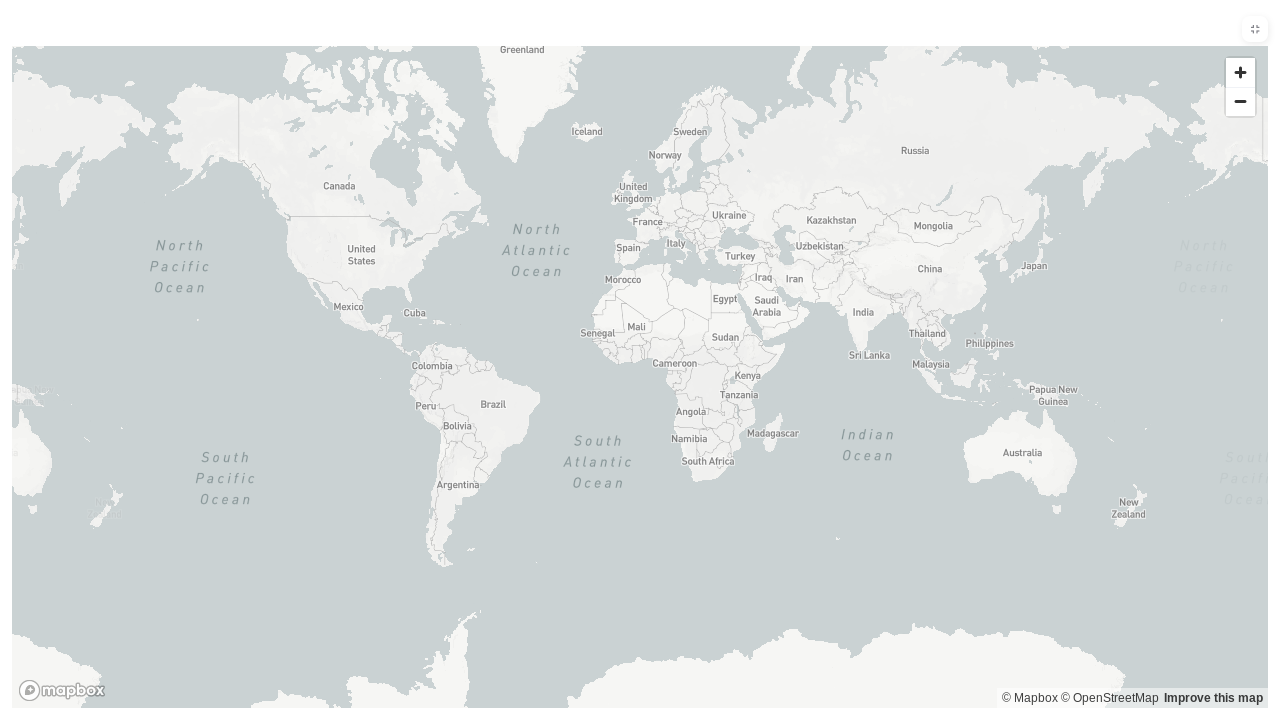 Greenland
Iceland
Sweden
Norway
Russia
Canada
United
Kingdom
Ukraine
France
Kazakhstan
Mongolia
North
Atlantic
Ocean
North
Pacific
Ocean
United
States
Spain
Italy
Uzbekistan
Turkey
China
Japan
North
Pacific
Ocean
Morocco
Iraq
Iran
Mexico
Cuba
Egypt
Saudi
Arabia
India
Senegal
Mali
Sudan
Thailand
Philippines
Sri Lanka
Colombia
Cameroon
Malaysia
Kenya
Peru
Brazil
Tanzania
Papua New
Guinea
Angola
Bolivia
Namibia
Madagascar
South
Atlantic
Ocean
Indian
Ocean
South Africa
Australia
South
Pacific
Ocean
South
Pacific
Ocean
Argentina
New
Zealand
mapbox
© Mapbox © OpenStreetMap Improve this map